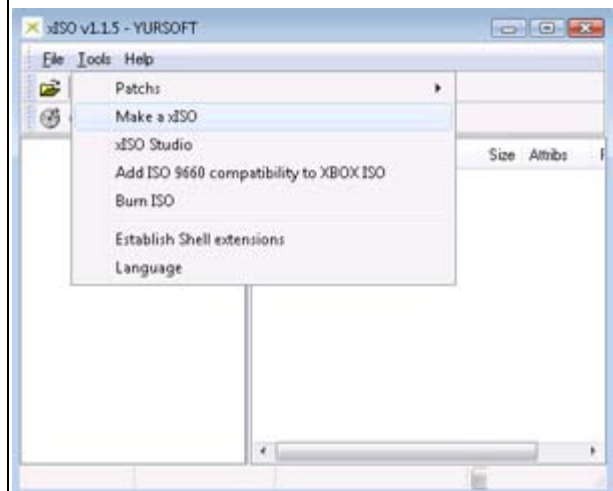 xISO v1.1.5 - YURSOFT
File Tools Help
Patchs
Make a xISO
xISO Studio
Add ISO 9660 compatibility to XBOX ISO
Burn ISO
Establish Shell extensions
Language
Size Attribs